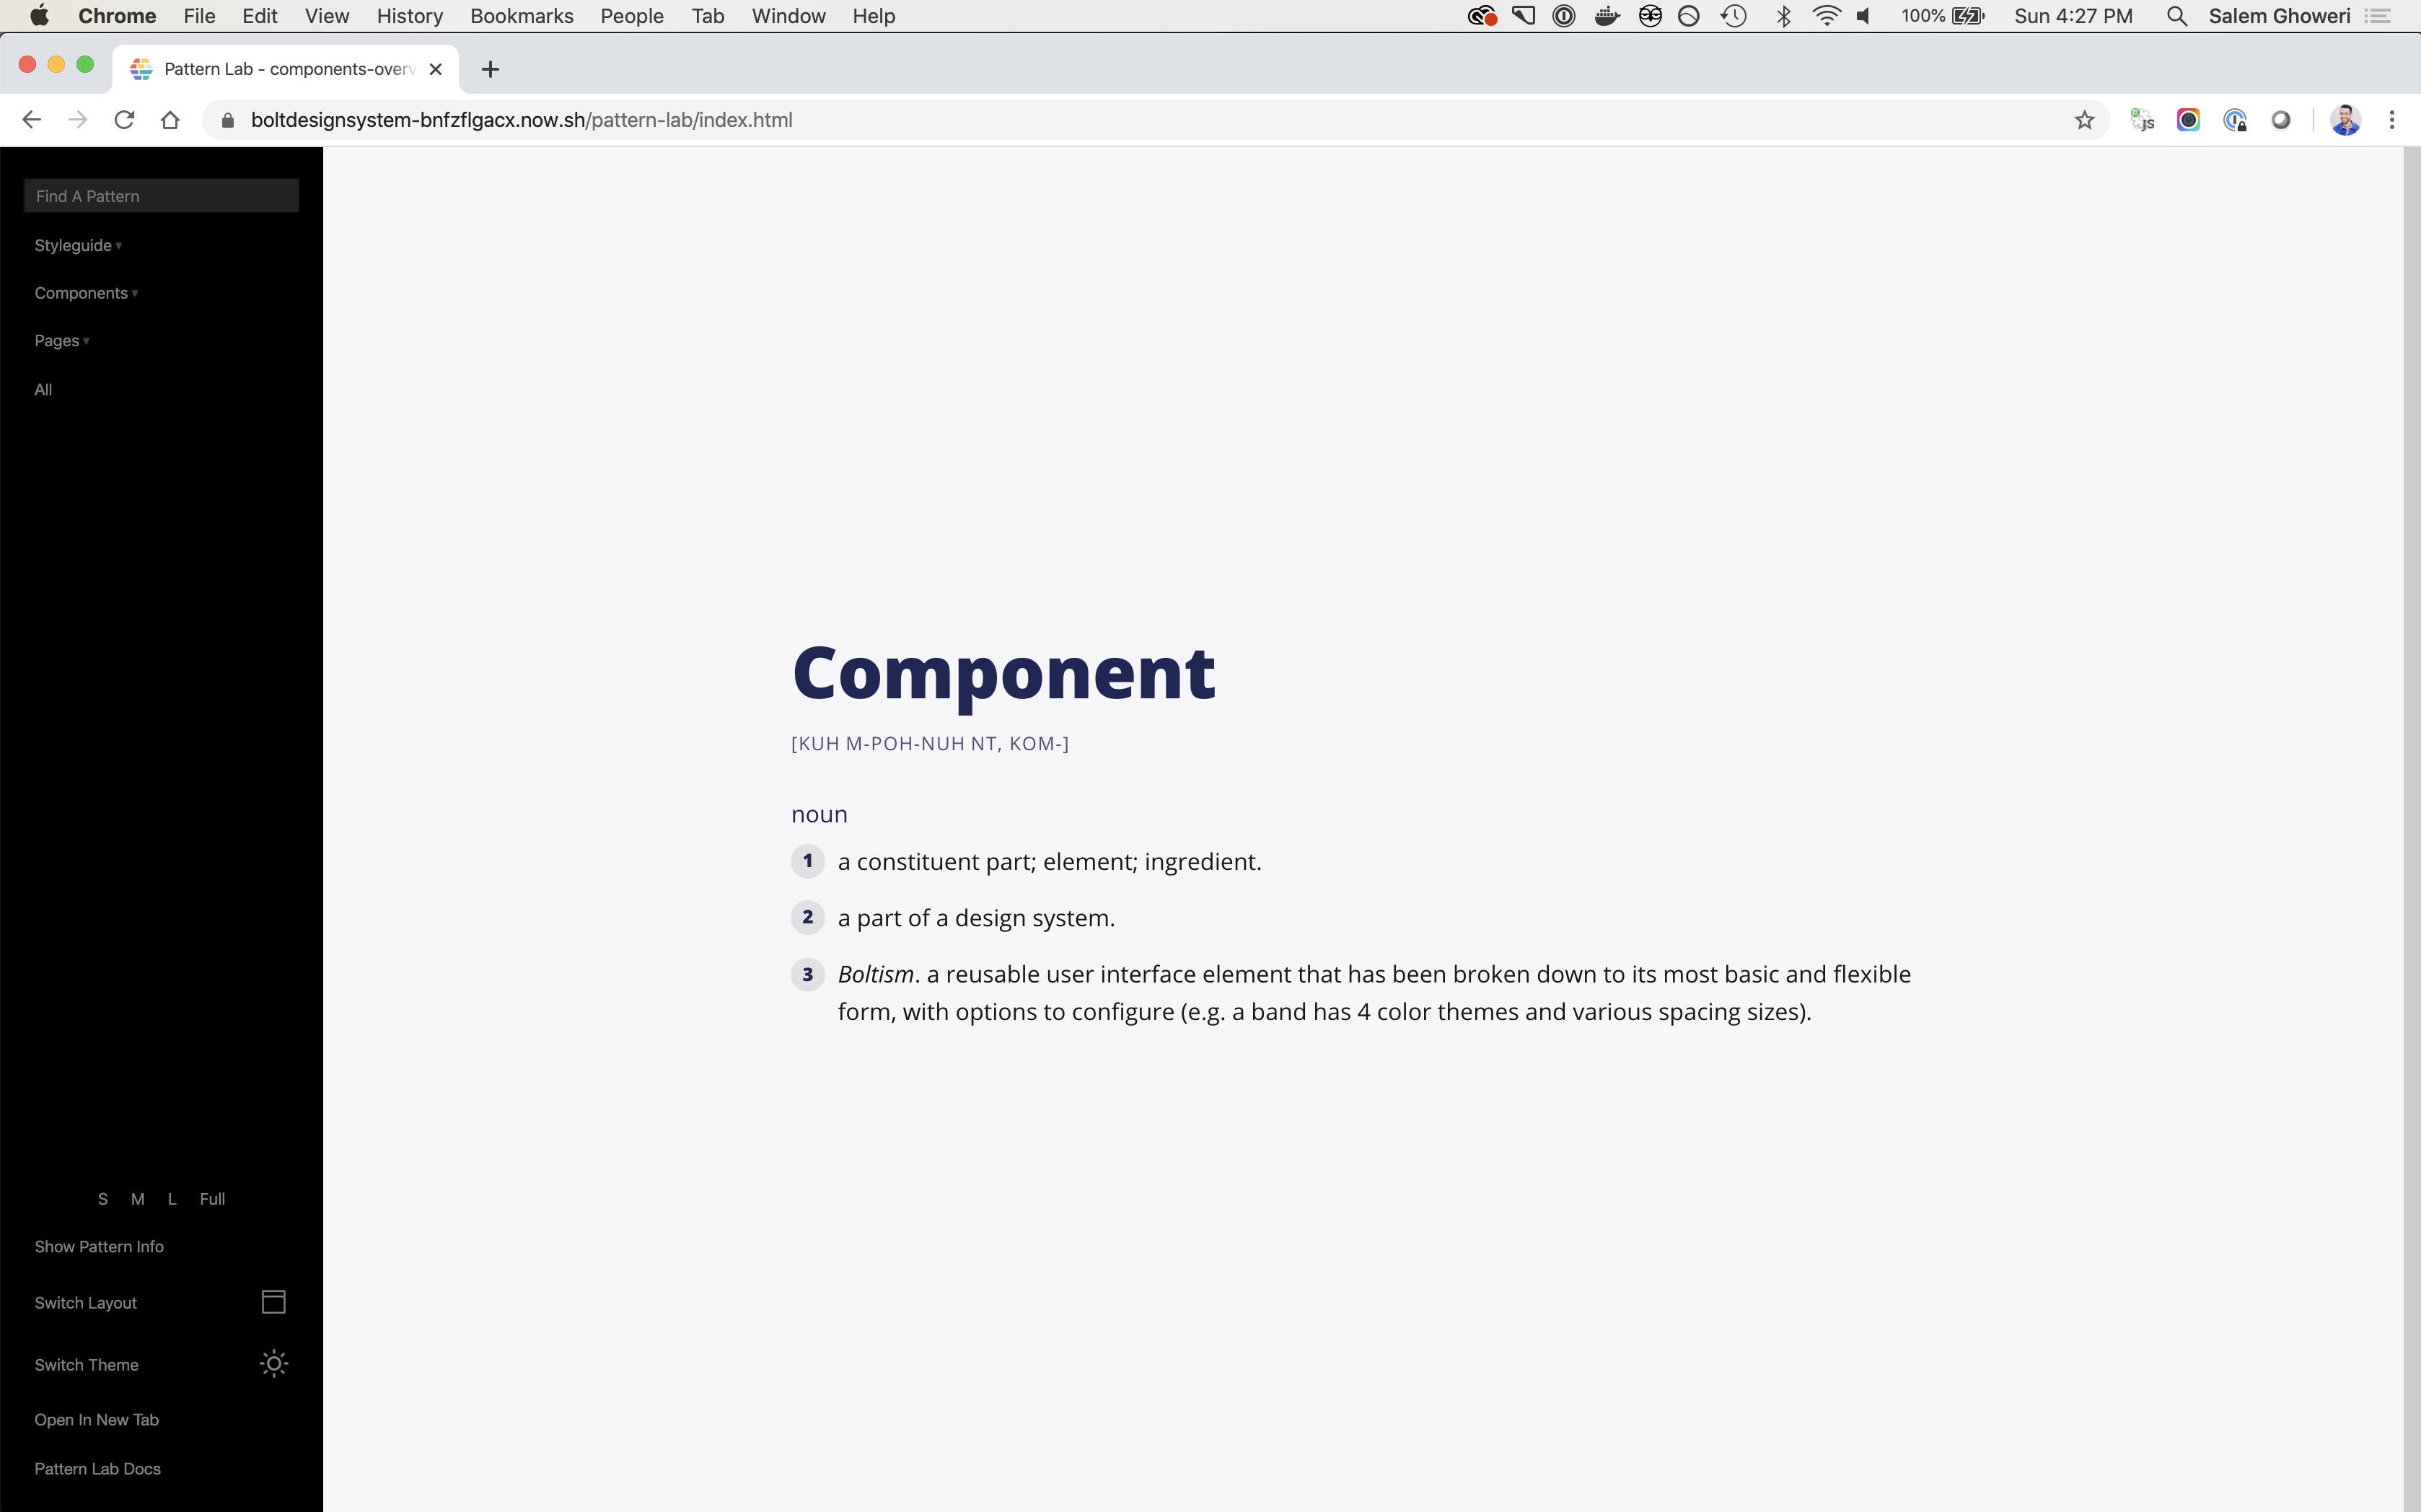 Chrome File Edit View History Bookmarks People Tab Window Help 100% Sun 4:27 PM Salem Ghoweri
Pattern Lab - components-overv
boltdesignsystem-bnfzflgacx.now.sh/pattern-lab/index.html
JS
Find A Pattern
Styleguide
Components
Pages
All
Component
[KUH M-POH-NUH NT, KOM-]
noun
1 a constituent part; element; ingredient.
2 a part of a design system.
3 Boltism. a reusable user interface element that has been broken down to its most basic and flexible
form, with options to configure (e.g. a band has 4 color themes and various spacing sizes).
S M L Full
Show Pattern Info
Switch Layout
Switch Theme
Open In New Tab
Pattern Lab Docs